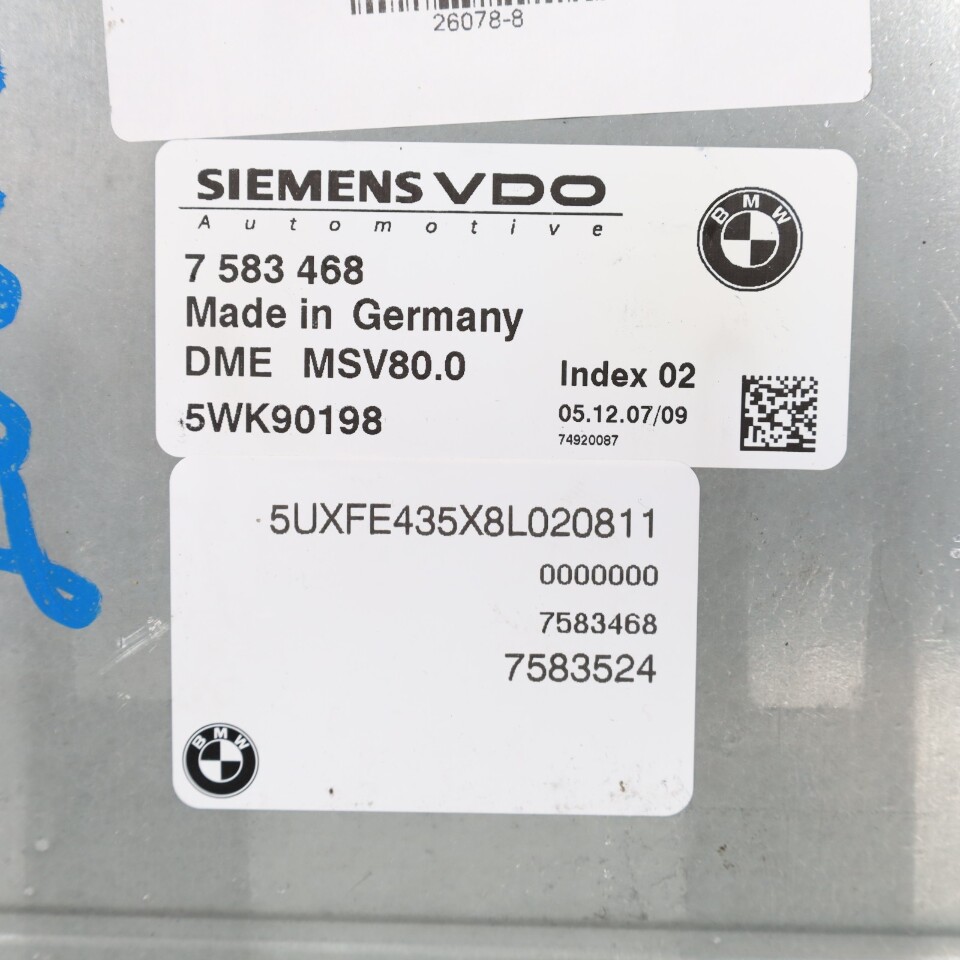 26078-8
SIEMENS VDO
Automotive
BMW
7 583 468
Made in Germany
DME MSV80.0
Index 02
5WK90198
05.12.07/09
74920087
5UXFE435X8L020811
0000000
7583468
7583524
BMW